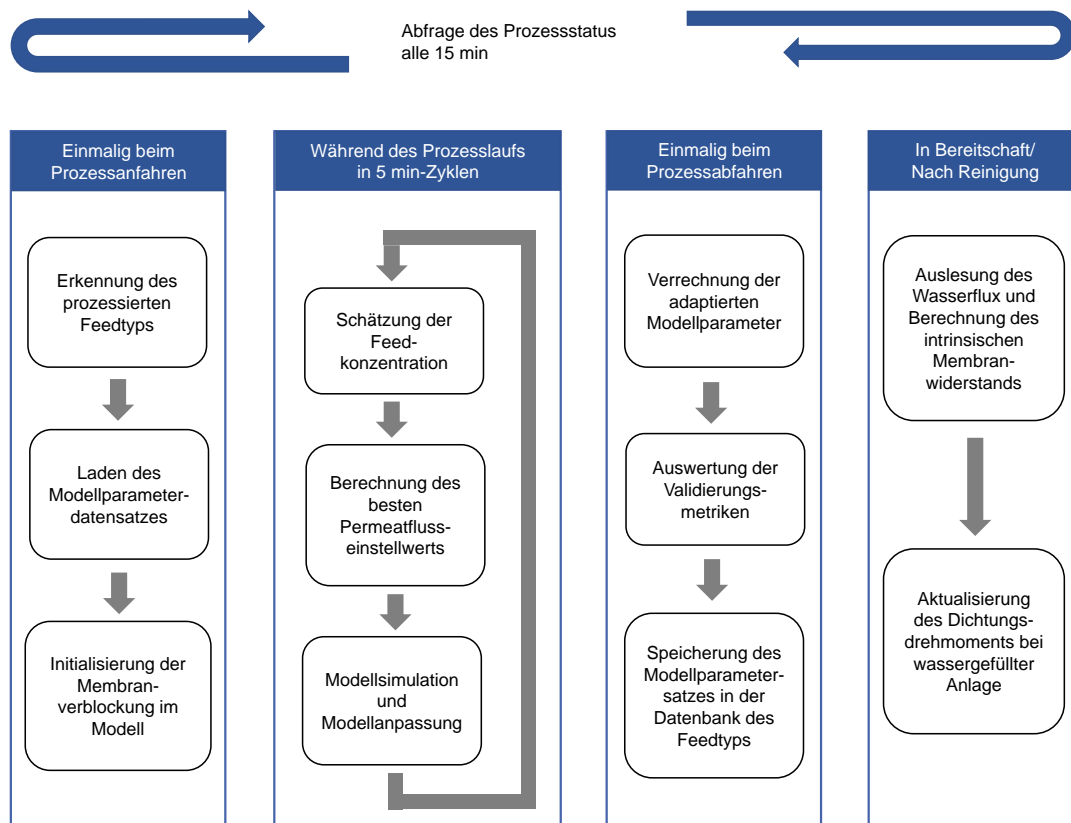 Abfrage des Prozessstatus
alle 15 min
Einmalig beim
Prozessanfahren
Erkennung des
prozessierten
Feedtyps
Laden des
Modellparameter-
datensatzes
Initialisierung der
Membran-
verblockung im
Modell
Während des Prozesslaufs
in 5 min-Zyklen
Schätzung der
Feed-
konzentration
Berechnung des
besten
Permeatfluss-
einstellwerts
Modellsimulation
und
Modellanpassung
Einmalig beim
Prozessabfahren
Verrechnung der
adaptierten
Modellparameter
Auswertung der
Validierungs-
metriken
Speicherung des
Modellparameter-
satzes in der
Datenbank des
Feedtyps
In Bereitschaft/
Nach Reinigung
Auslesung des
Wasserflux und
Berechnung des
intrinsischen
Membran-
widerstands
Aktualisierung
des Dichtungs-
drehmoments bei
wassergefüllter
Anlage